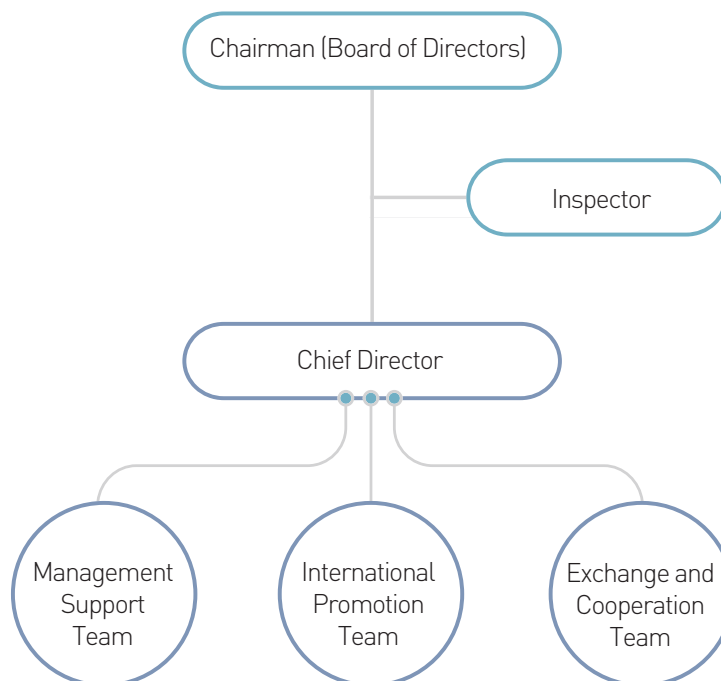 Chairman (Board of Directors)
Inspector
Chief Director
Management
Support
Team
International
Promotion
Team
Exchange and
Cooperation
Team